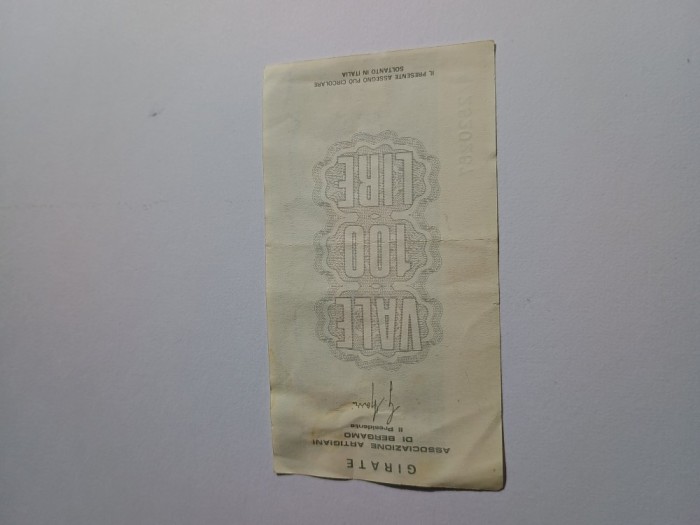 GIRATE
ASSOCIAZIONE ARTIGIANI
DI BERGAMO
Il Presidente
VALE
100
LIRE
IL PRESENTE ASSEGNO PUÒ CIRCOLARE
SOLTANTO IN ITALIA